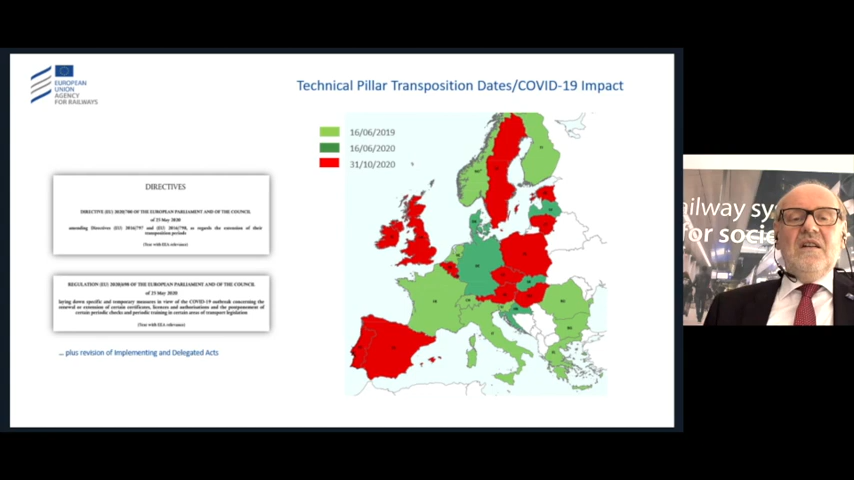 EUROPEAN
UNION
AGENCY
FOR RAILWAYS
Technical Pillar Transposition Dates/COVID-19 Impact
16/06/2019
16/06/2020
31/10/2020
DIRECTIVES
DIRECTIVE (EU) 2020/700 OF THE EUROPEAN PARLIAMENT AND OF THE COUNCIL
of 25 May 2020
amending Directives (EU) 2016/797 and (EU) 2016/798, as regards the extension of their
transposition periods
(Text with EEA relevance)
REGULATION (EU) 2020/698 OF THE EUROPEAN PARLIAMENT AND OF THE COUNCIL
of 25 May 2020
laying down specific and temporary measures in view of the COVID-19 outbreak concerning the
renewal or extension of certain certificates, licences and authorisations and the postponement of
certain periodic checks and periodic training in certain areas of transport legislation
(Text with EEA relevance)
... plus revision of Implementing and Delegated Acts
ailway sys
for socie